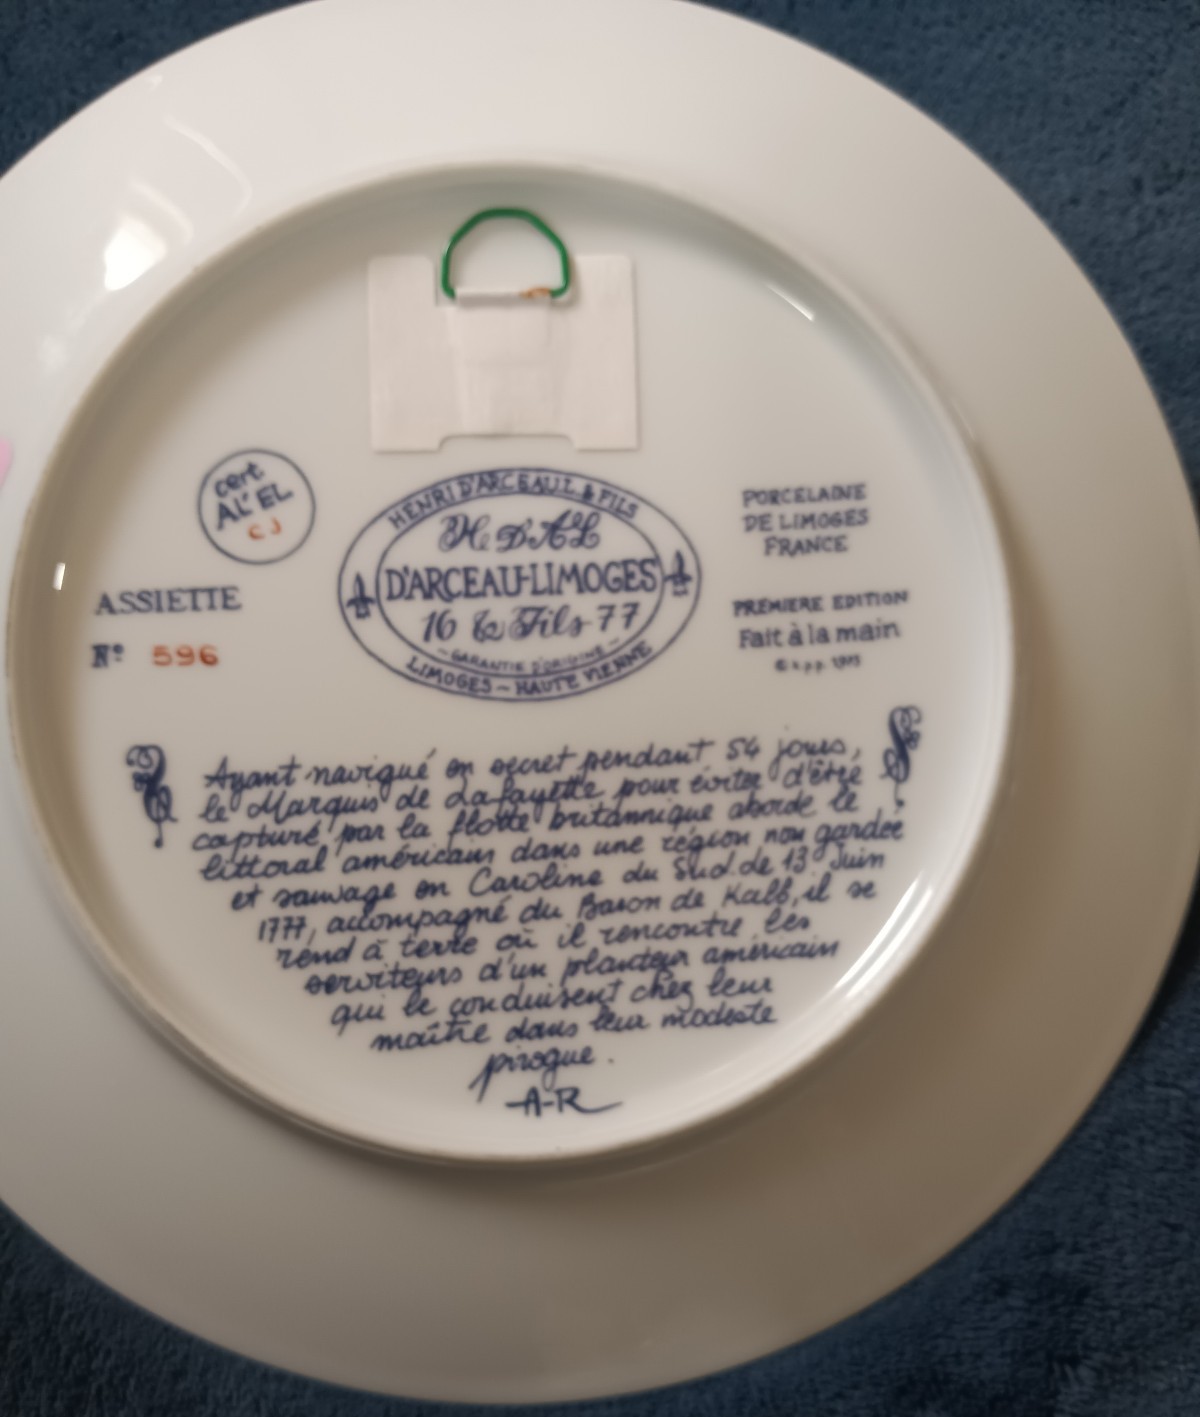 cert
AL' EL
CJ
ASSIETTE
Nº 596
HENRI D'ARCEAU & FILS
H. D'A&L
D'ARCEAU-LIMOGES
16 & Fils 77
~ GARANTIE D'ORIGINE ~
LIMOGES ~ HAUTE VIENNE
PORCELAINE
DE LIMOGES
FRANCE
PREMIERE EDITION
Fait à la main
Ayant navigué en secret pendant 54 jours,
le Marquis de Lafayette pour éviter d'être
capturé par la flotte britannique aborde le
littoral américain dans une région non gardée
et sauvage en Caroline du Sud. de 13 Juin
1777, accompagné du Baron de Kalb, il se
rend à terre où il rencontre les
serviteurs d'un planteur américain
qui le conduisent chez leur
maître dans leur modeste
pirogue.
A-R